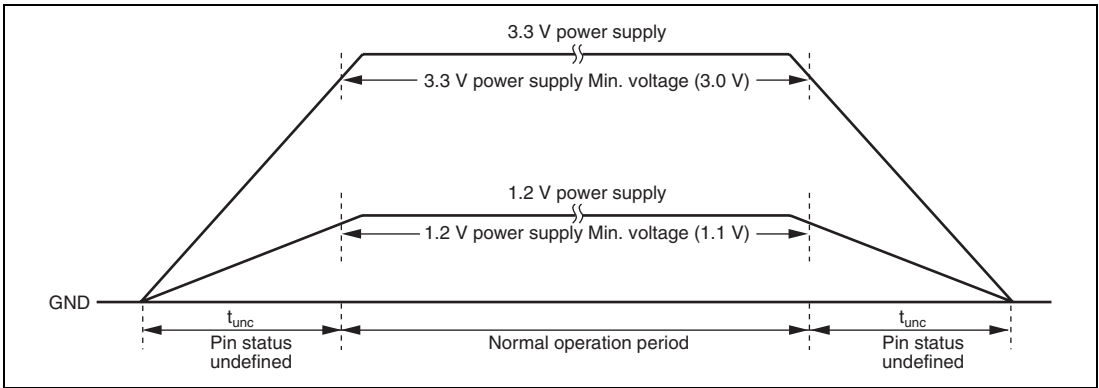 3.3 V power supply
3.3 V power supply Min. voltage (3.0 V)
1.2 V power supply
1.2 V power supply Min. voltage (1.1 V)
GND
tunc
Pin status
undefined
Normal operation period
tunc
Pin status
undefined